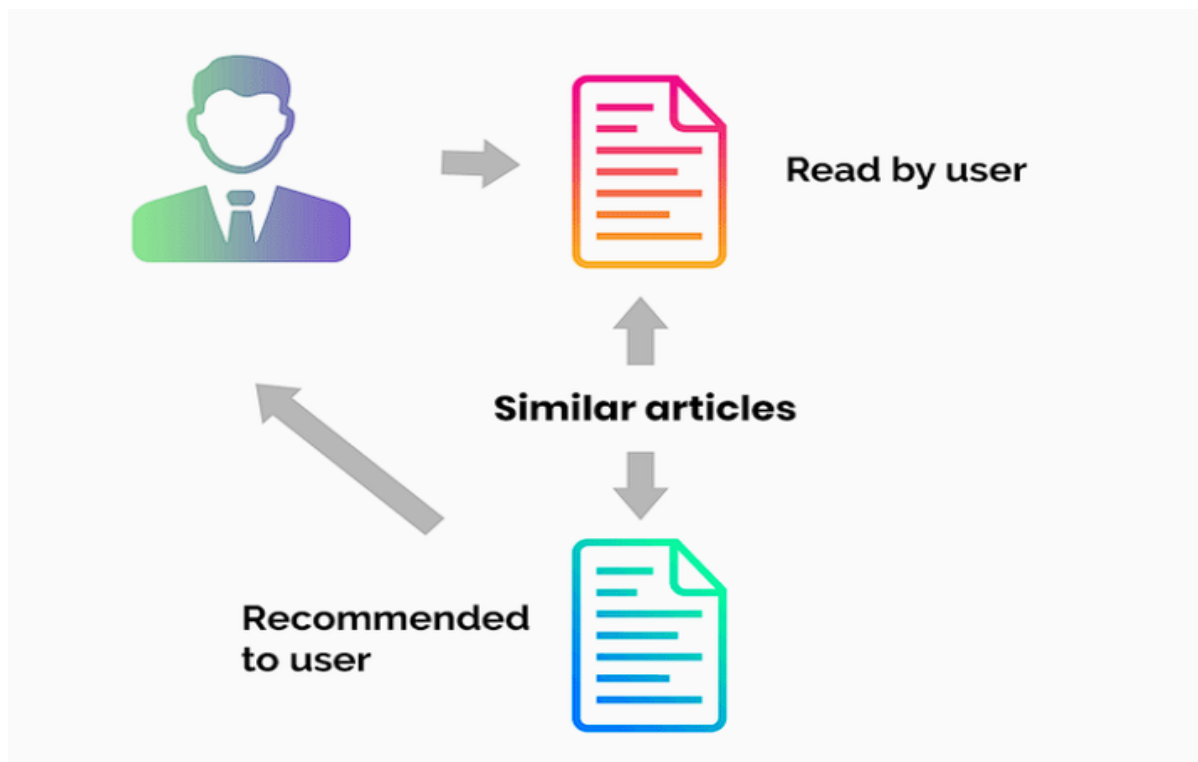 Read by user
Similar articles
Recommended
to user